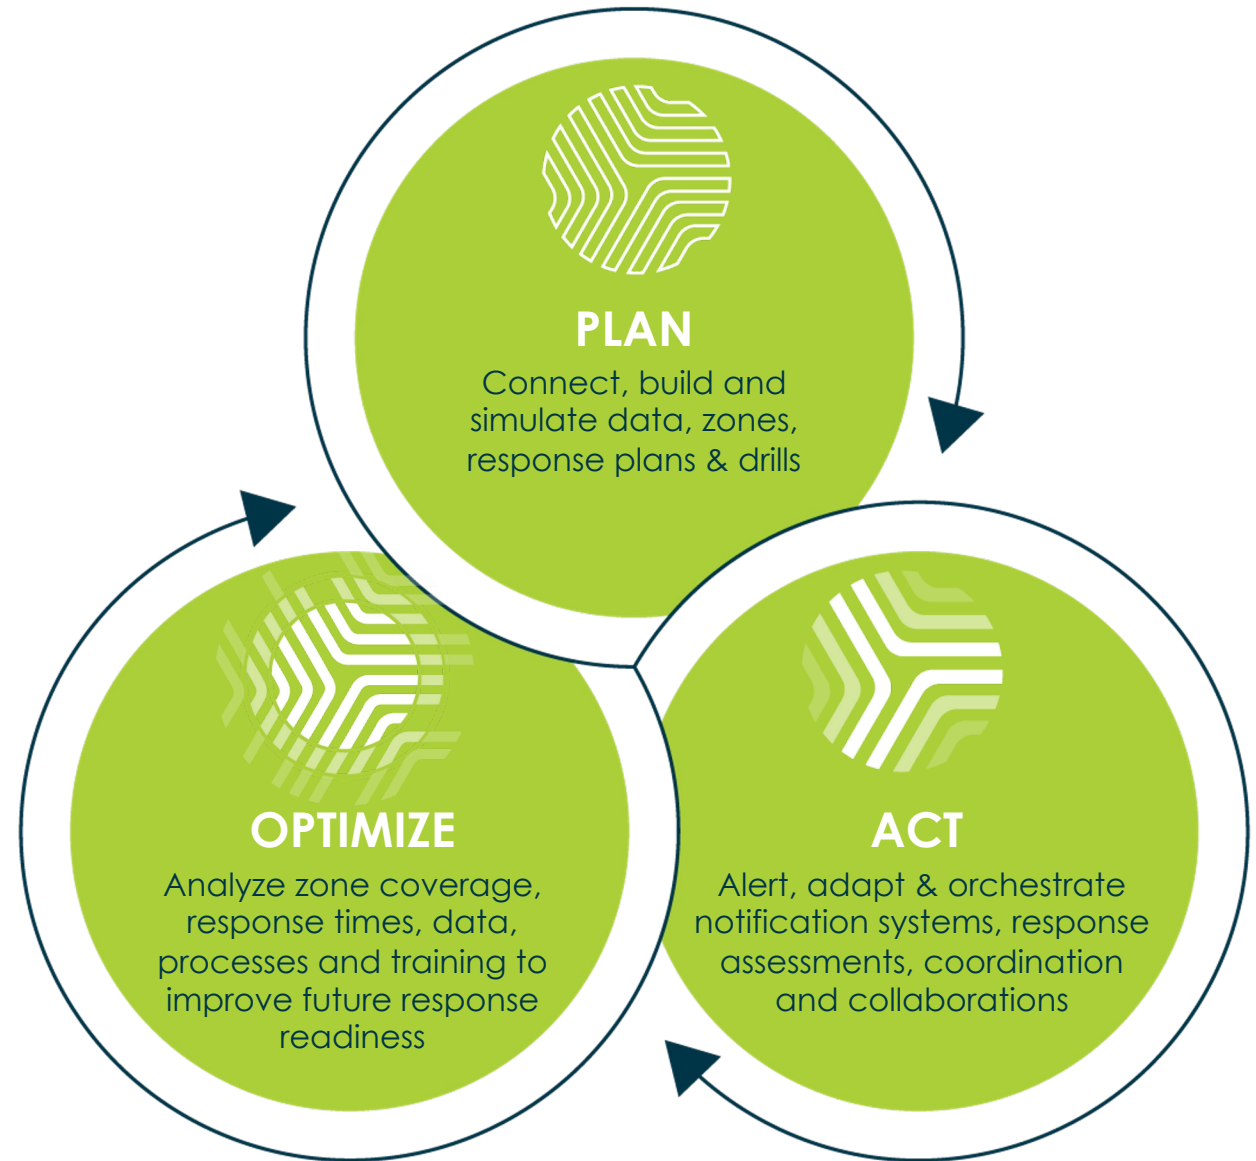 PLAN
Connect, build and
simulate data, zones,
response plans & drills
OPTIMIZE
Analyze zone coverage,
response times, data,
processes and training to
improve future response
readiness
ACT
Alert, adapt & orchestrate
notification systems, response
assessments, coordination
and collaborations